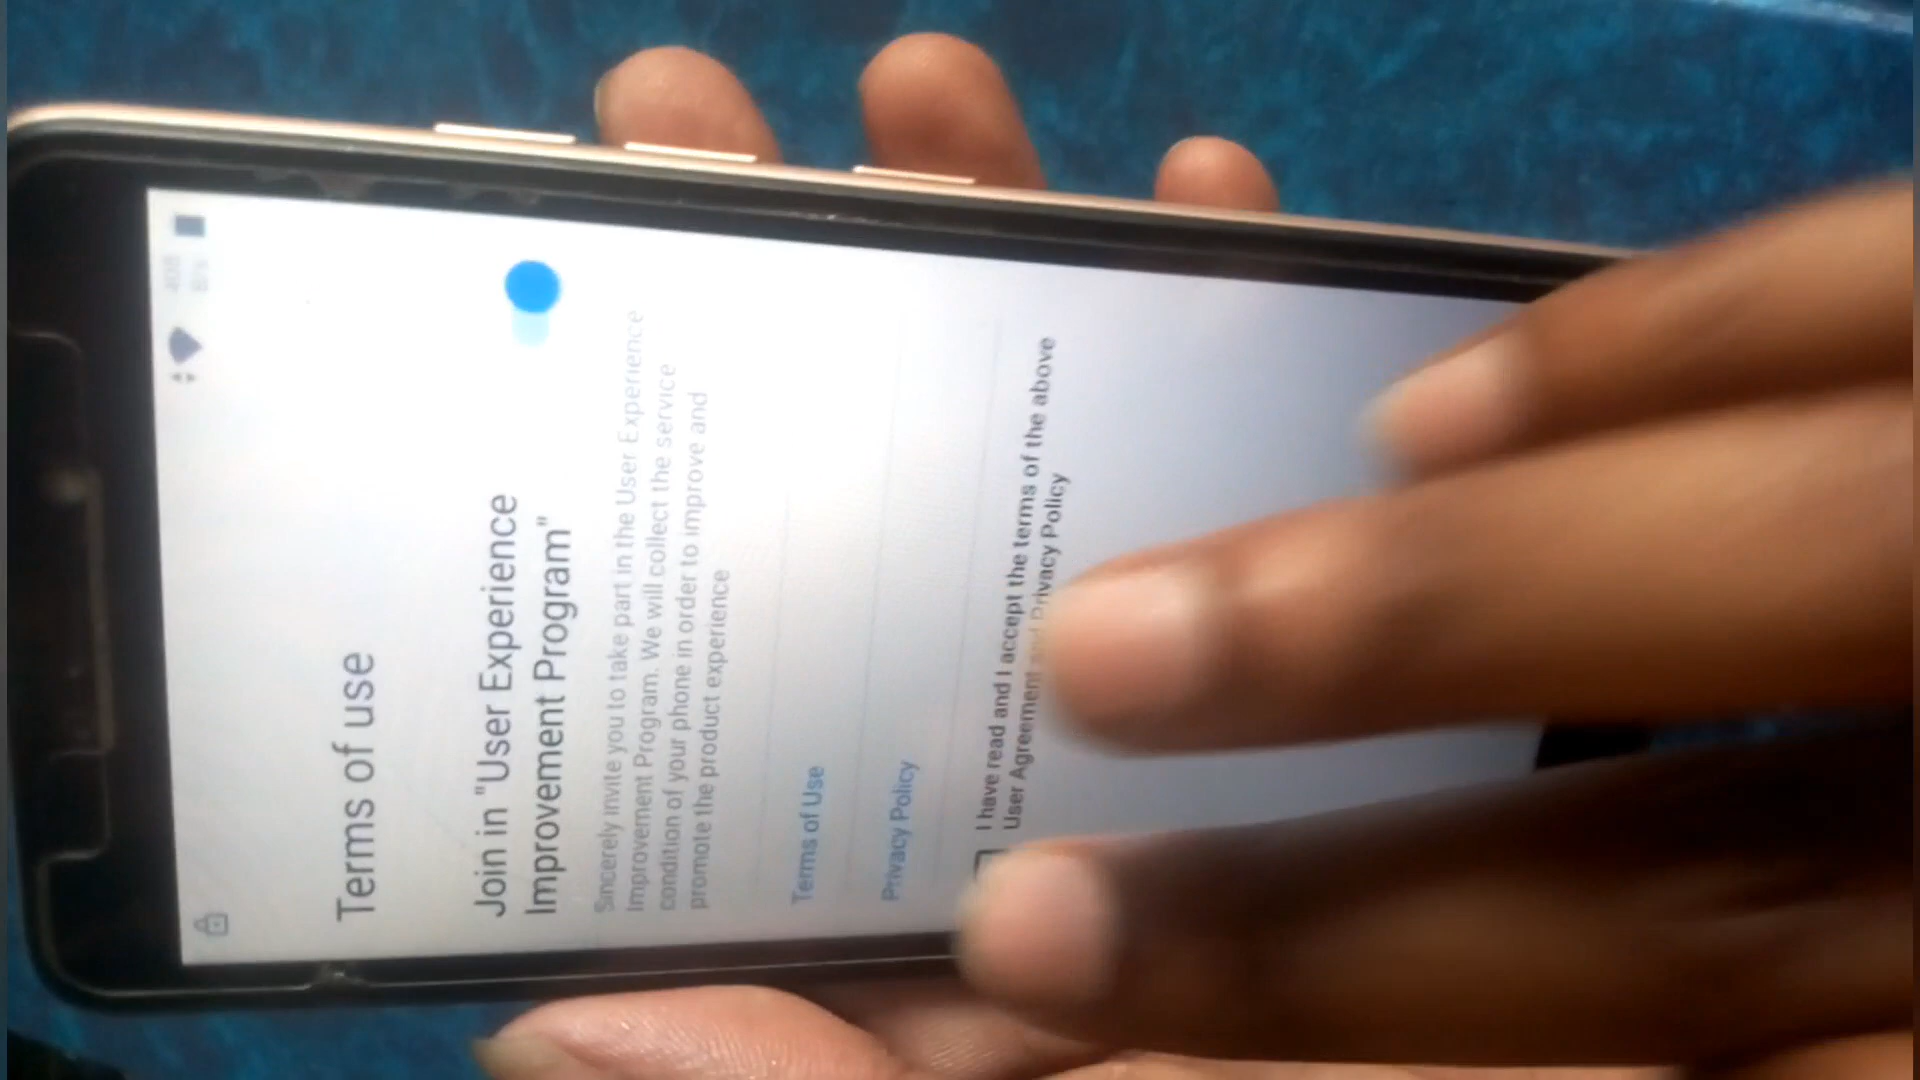 Terms of use
Join in "User Experience
Improvement Program"
Sincerely invite you to take part in the User Experience
Improvement Program. We will collect the service
condition of your phone in order to improve and
promote the product experience
Terms of Use
Privacy Policy
I have read and I accept the terms of the above
User Agreement and Privacy Policy